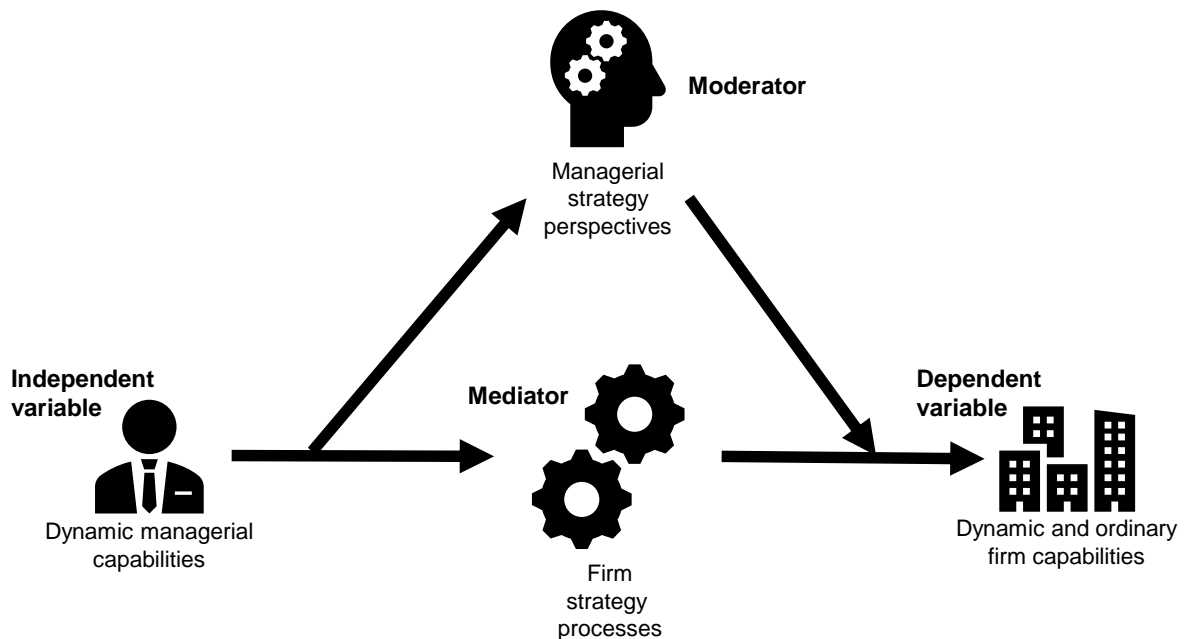 Moderator
Managerial
strategy
perspectives
Independent
variable
Dynamic managerial
capabilities
Mediator
Firm
strategy
processes
Dependent
variable
Dynamic and ordinary
firm capabilities